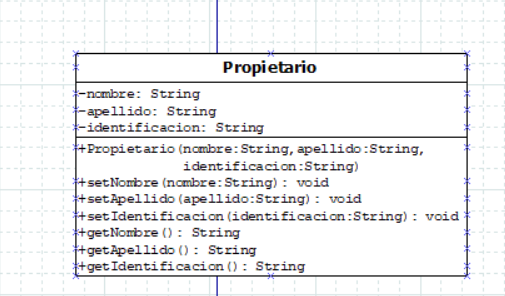 Propietario
-nombre: String
-apellido: String
-identificacion: String
+Propietario(nombre:String,apellido:String,
identificacion:String)
+setNombre(nombre:String): void
+setApellido(apellido:String): void
+setIdentificacion(identificacion:String): void
+getNombre(): String
+getApellido(): String
+getIdentificacion(): String